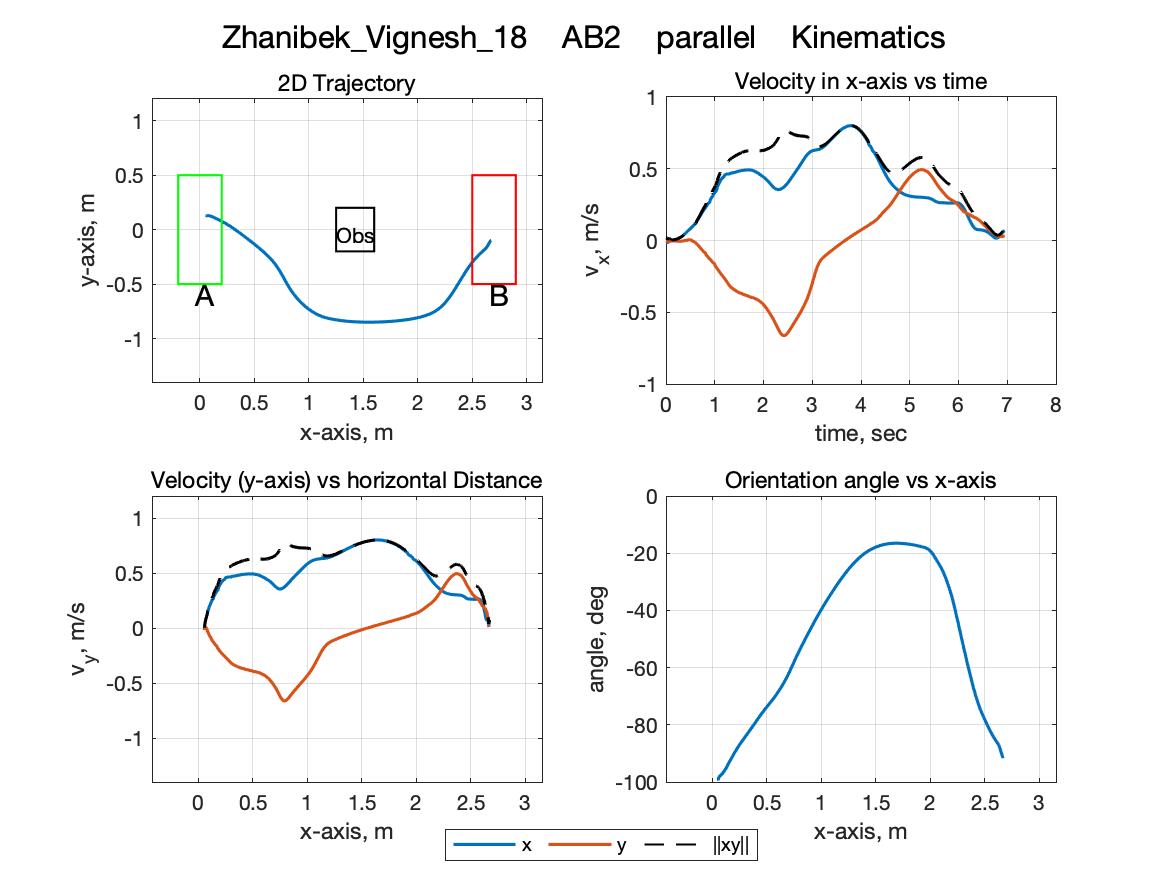 Zhanibek_Vignesh_18 AB2 parallel Kinematics
2D Trajectory
1
0.5
0
-0.5
-1
y-axis, m
A
Obs
B
0 0.5 1 1.5 2 2.5 3
x-axis, m
Velocity in x-axis vs time
1
0.5
0
-0.5
-1
v_x, m/s
0 1 2 3 4 5 6 7 8
time, sec
Velocity (y-axis) vs horizontal Distance
1
0.5
0
-0.5
-1
v_y, m/s
0 0.5 1 1.5 2 2.5 3
x-axis, m
Orientation angle vs x-axis
0
-20
-40
-60
-80
-100
angle, deg
0 0.5 1 1.5 2 2.5 3
x-axis, m
x y ||xy||